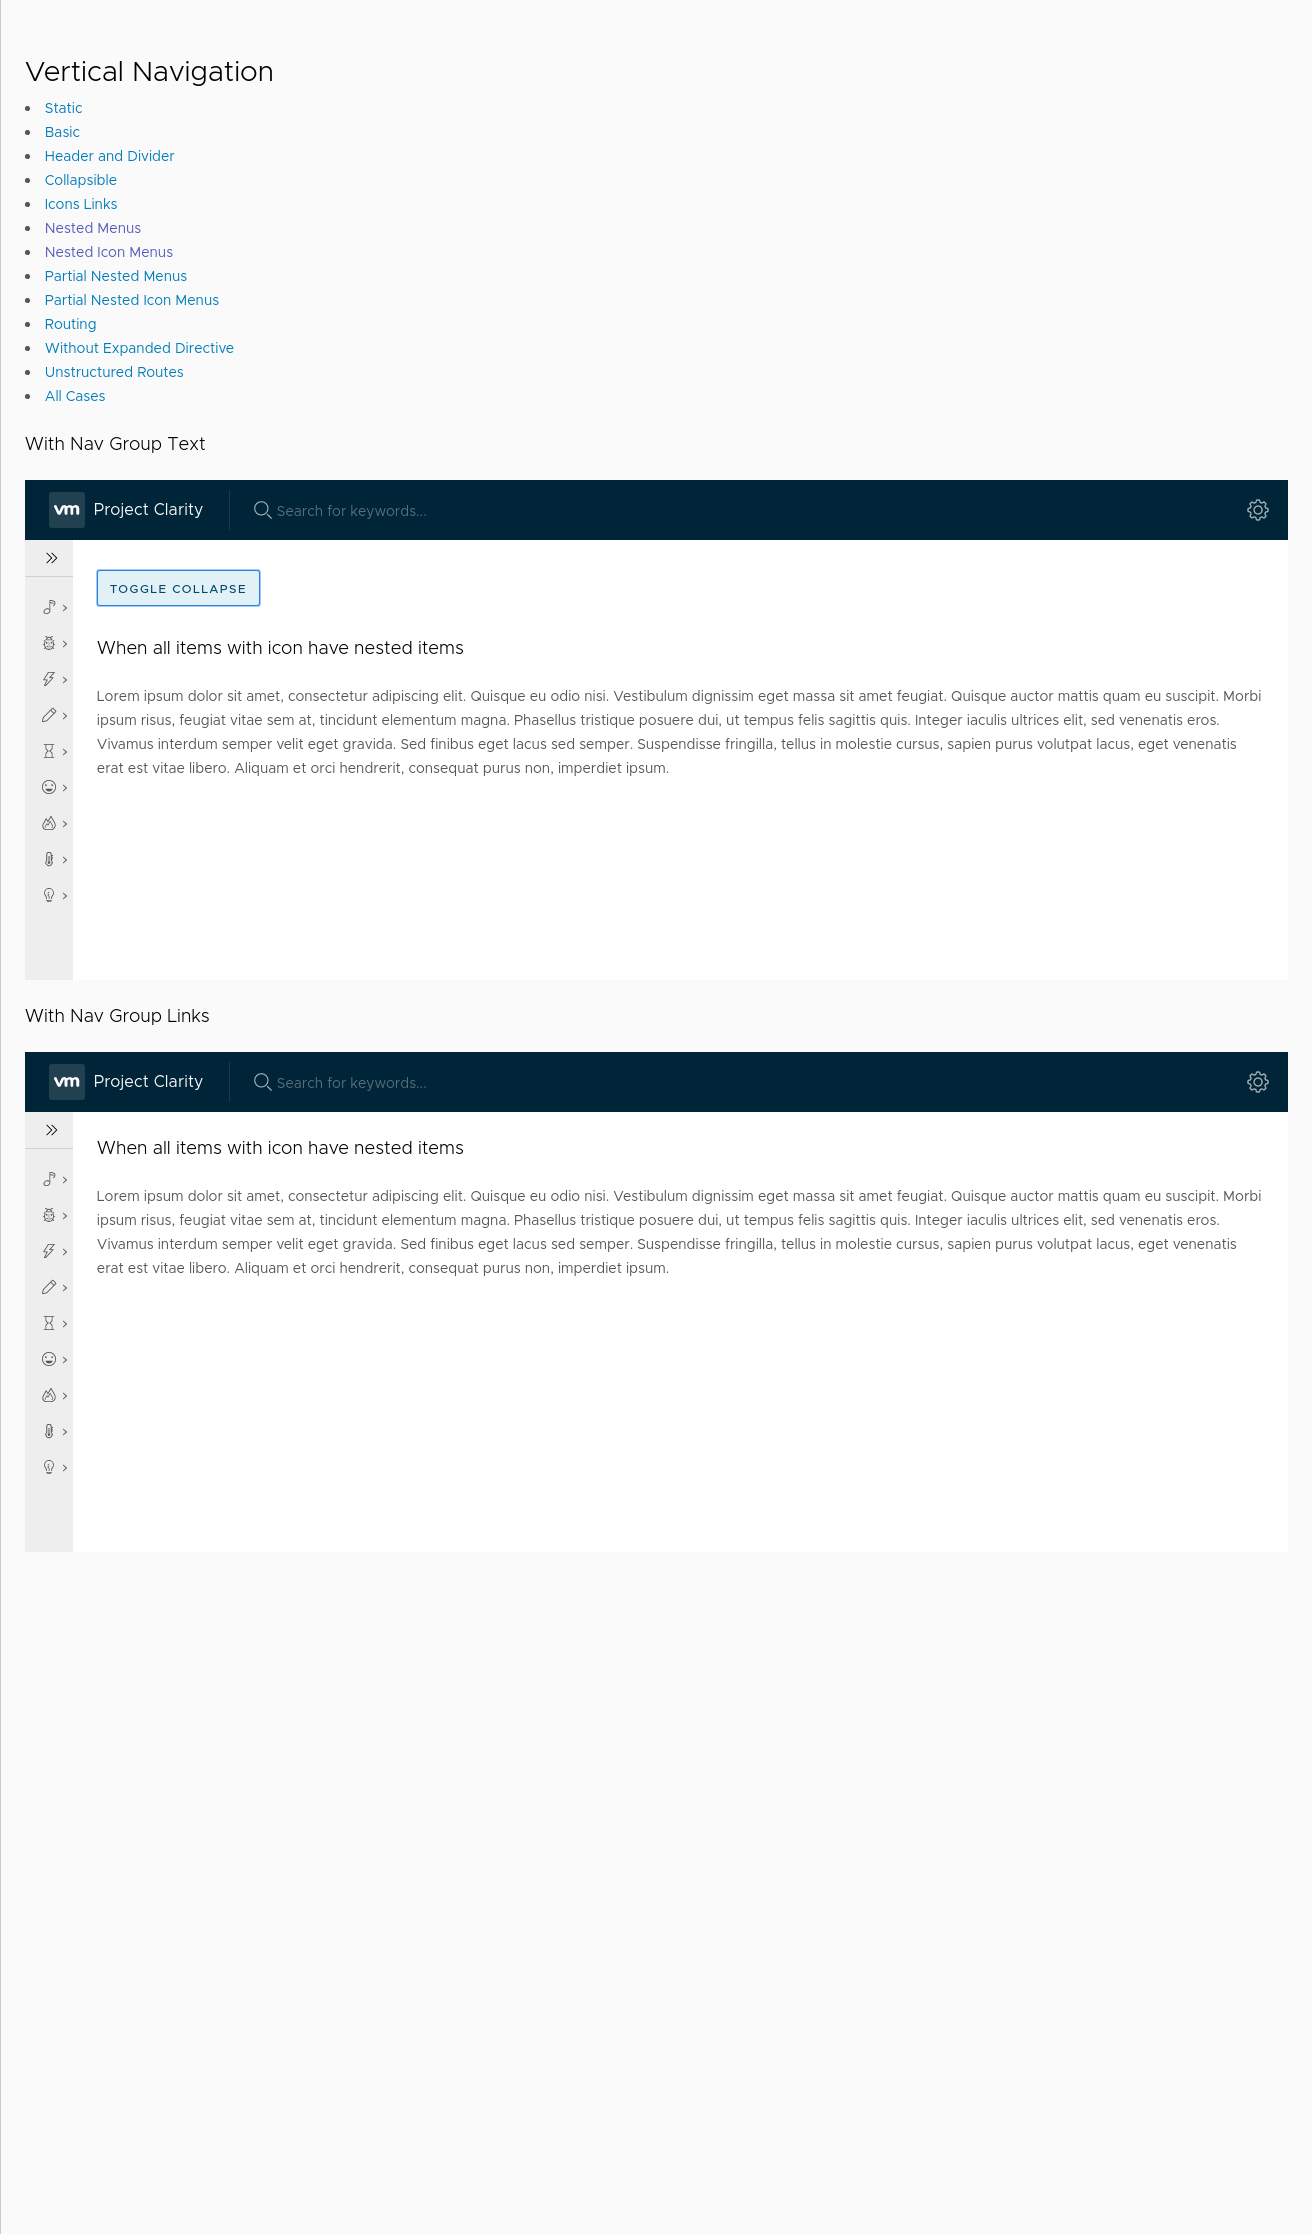 Vertical Navigation
Static
Basic
Header and Divider
Collapsible
Icons Links
Nested Menus
Nested Icon Menus
Partial Nested Menus
Partial Nested Icon Menus
Routing
Without Expanded Directive
Unstructured Routes
All Cases
With Nav Group Text
vm Project Clarity Search for keywords...
TOGGLE COLLAPSE
When all items with icon have nested items
Lorem ipsum dolor sit amet, consectetur adipiscing elit. Quisque eu odio nisi. Vestibulum dignissim eget massa sit amet feugiat. Quisque auctor mattis quam eu suscipit. Morbi
ipsum risus, feugiat vitae sem at, tincidunt elementum magna. Phasellus tristique posuere dui, ut tempus felis sagittis quis. Integer iaculis ultrices elit, sed venenatis eros.
Vivamus interdum semper velit eget gravida. Sed finibus eget lacus sed semper. Suspendisse fringilla, tellus in molestie cursus, sapien purus volutpat lacus, eget venenatis
erat est vitae libero. Aliquam et orci hendrerit, consequat purus non, imperdiet ipsum.
With Nav Group Links
vm Project Clarity Search for keywords...
When all items with icon have nested items
Lorem ipsum dolor sit amet, consectetur adipiscing elit. Quisque eu odio nisi. Vestibulum dignissim eget massa sit amet feugiat. Quisque auctor mattis quam eu suscipit. Morbi
ipsum risus, feugiat vitae sem at, tincidunt elementum magna. Phasellus tristique posuere dui, ut tempus felis sagittis quis. Integer iaculis ultrices elit, sed venenatis eros.
Vivamus interdum semper velit eget gravida. Sed finibus eget lacus sed semper. Suspendisse fringilla, tellus in molestie cursus, sapien purus volutpat lacus, eget venenatis
erat est vitae libero. Aliquam et orci hendrerit, consequat purus non, imperdiet ipsum.